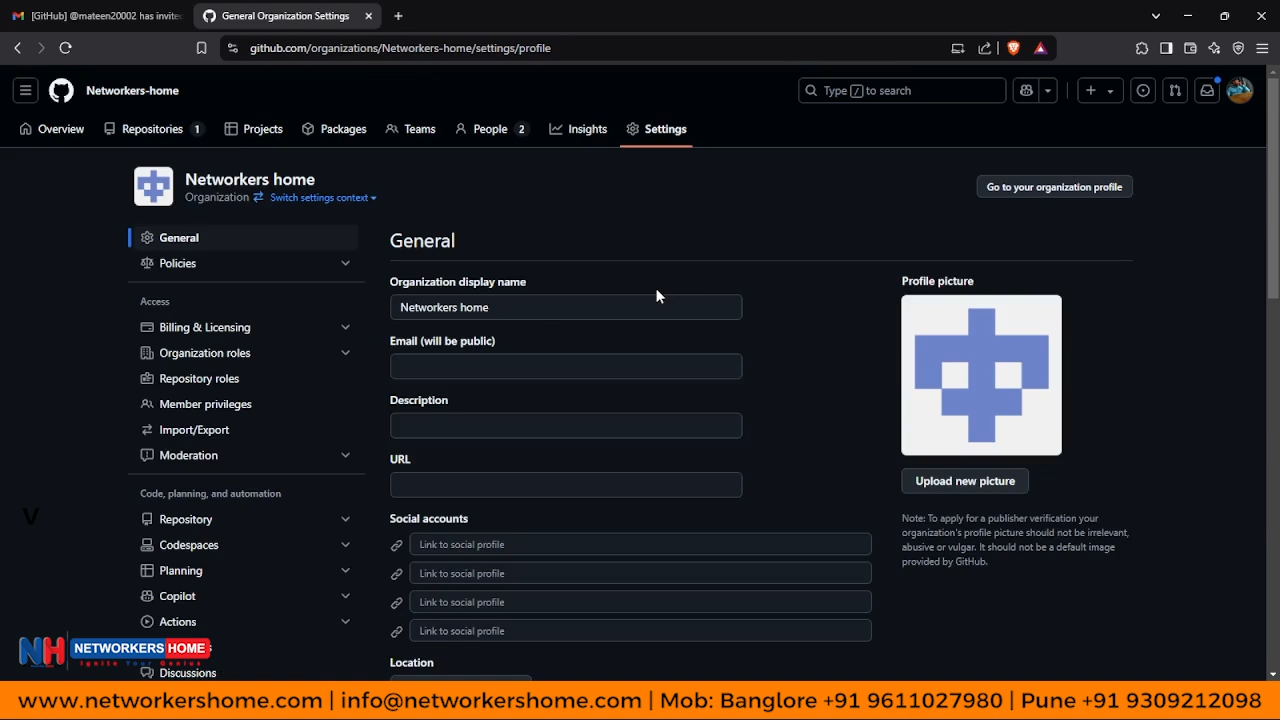 [GitHub] @mateen20002 has invite
General Organization Settings
github.com/organizations/Networkers-home/settings/profile
Networkers-home
Type / to search
Overview
Repositories 1
Projects
Packages
Teams
People 2
Insights
Settings
Networkers home
Organization
Switch settings context
Go to your organization profile
General
Policies
Access
Billing & Licensing
Organization roles
Repository roles
Member privileges
Import/Export
Moderation
Code, planning, and automation
Repository
Codespaces
Planning
Copilot
Actions
Discussions
General
Organization display name
Networkers home
Email (will be public)
Description
URL
Social accounts
Link to social profile
Link to social profile
Link to social profile
Link to social profile
Location
Profile picture
Upload new picture
Note: To apply for a publisher verification your
organization's profile picture should not be irrelevant,
abusive or vulgar. It should not be a default image
provided by GitHub.
V
NH NETWORKERS HOME
Ignite Your Genius
www.networkershome.com | info@networkershome.com | Mob: Banglore +91 9611027980 | Pune +91 9309212098